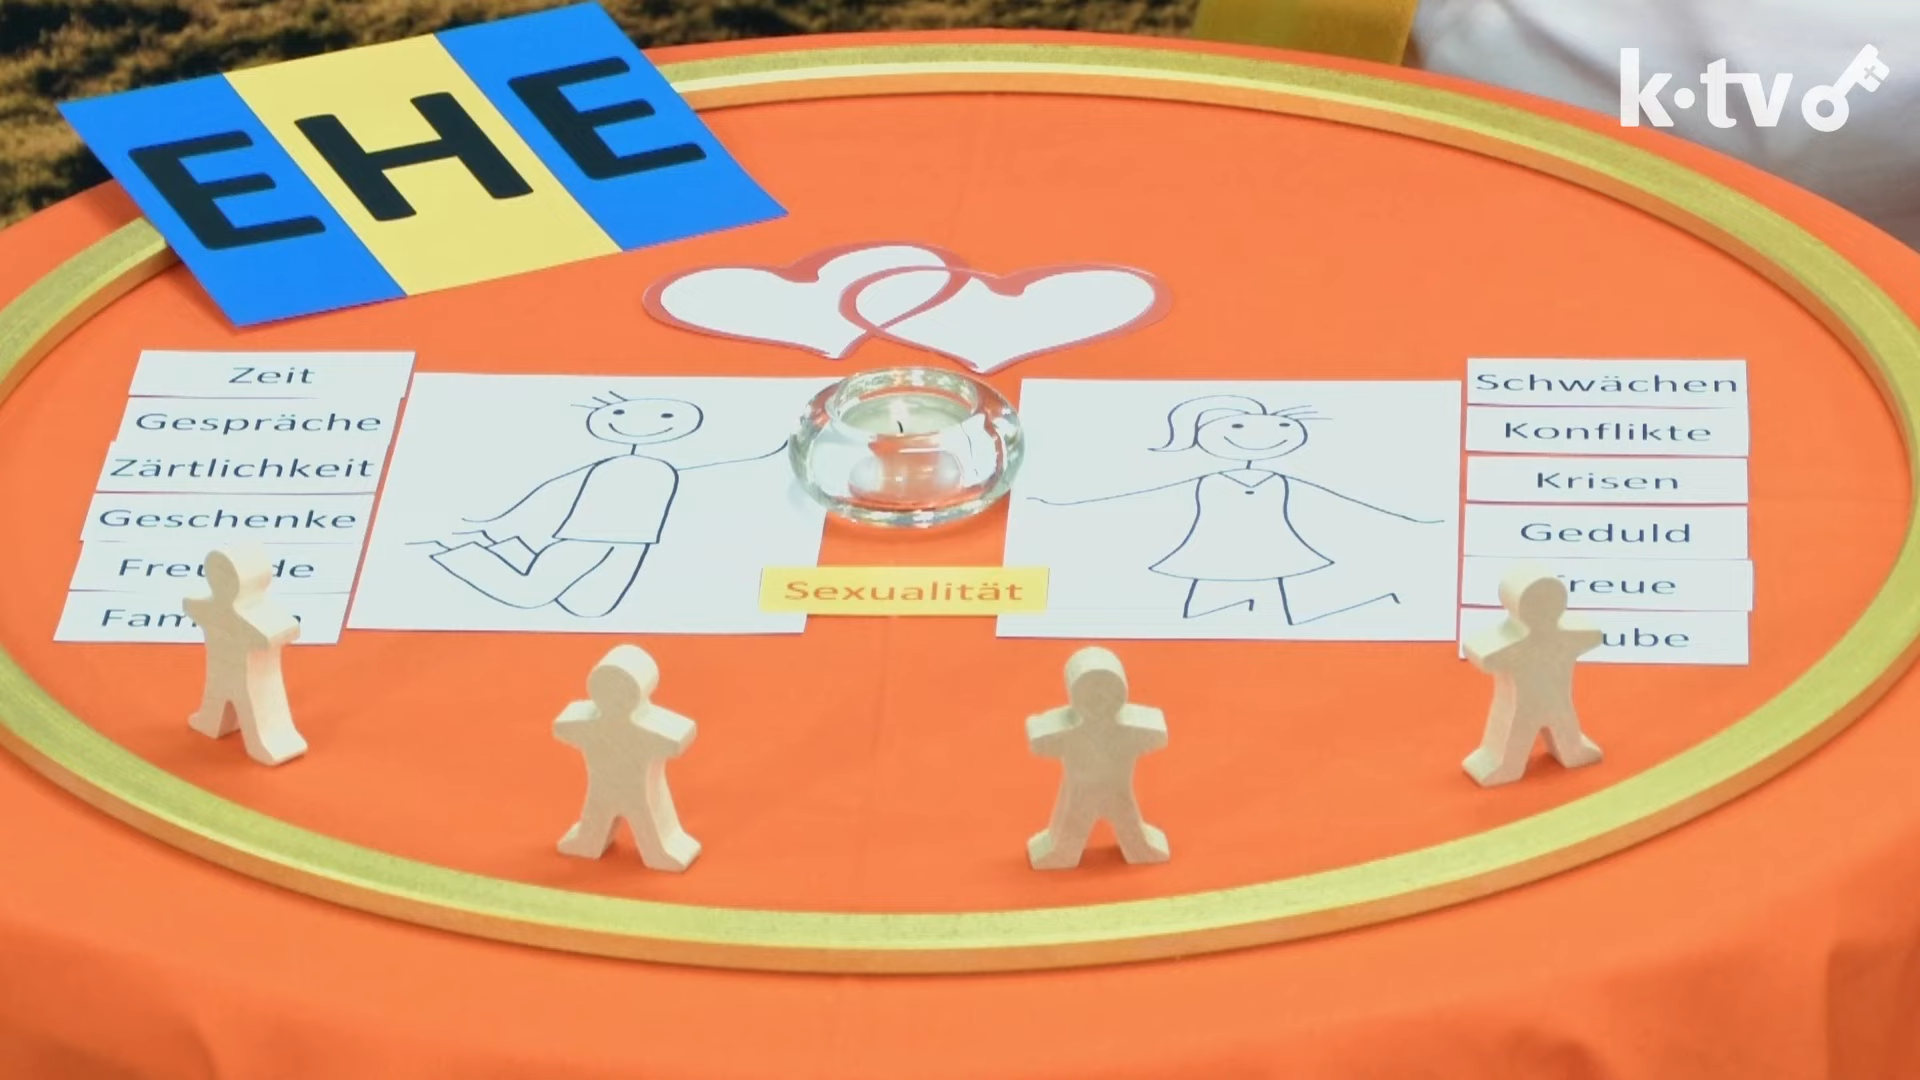 k·tv
EHE
Zeit
Gespräche
Zärtlichkeit
Geschenke
Sexualität
Schwächen
Konflikte
Krisen
Geduld